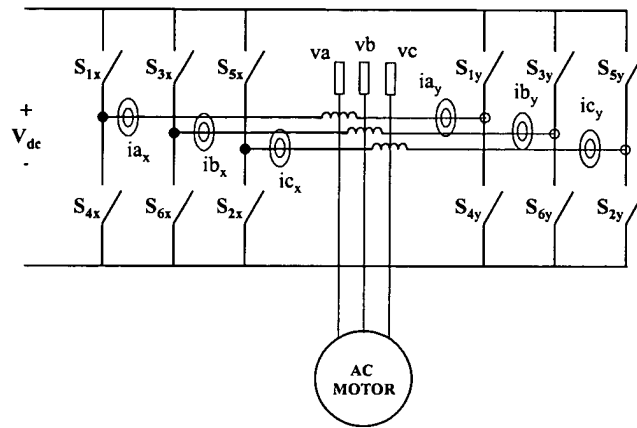 va vb vc
S1x S3x S5x S1y S3y S5y
iay iby icy
+
Vdc
-
iax ibx icx
S4x S6x S2x S4y S6y S2y
AC
MOTOR